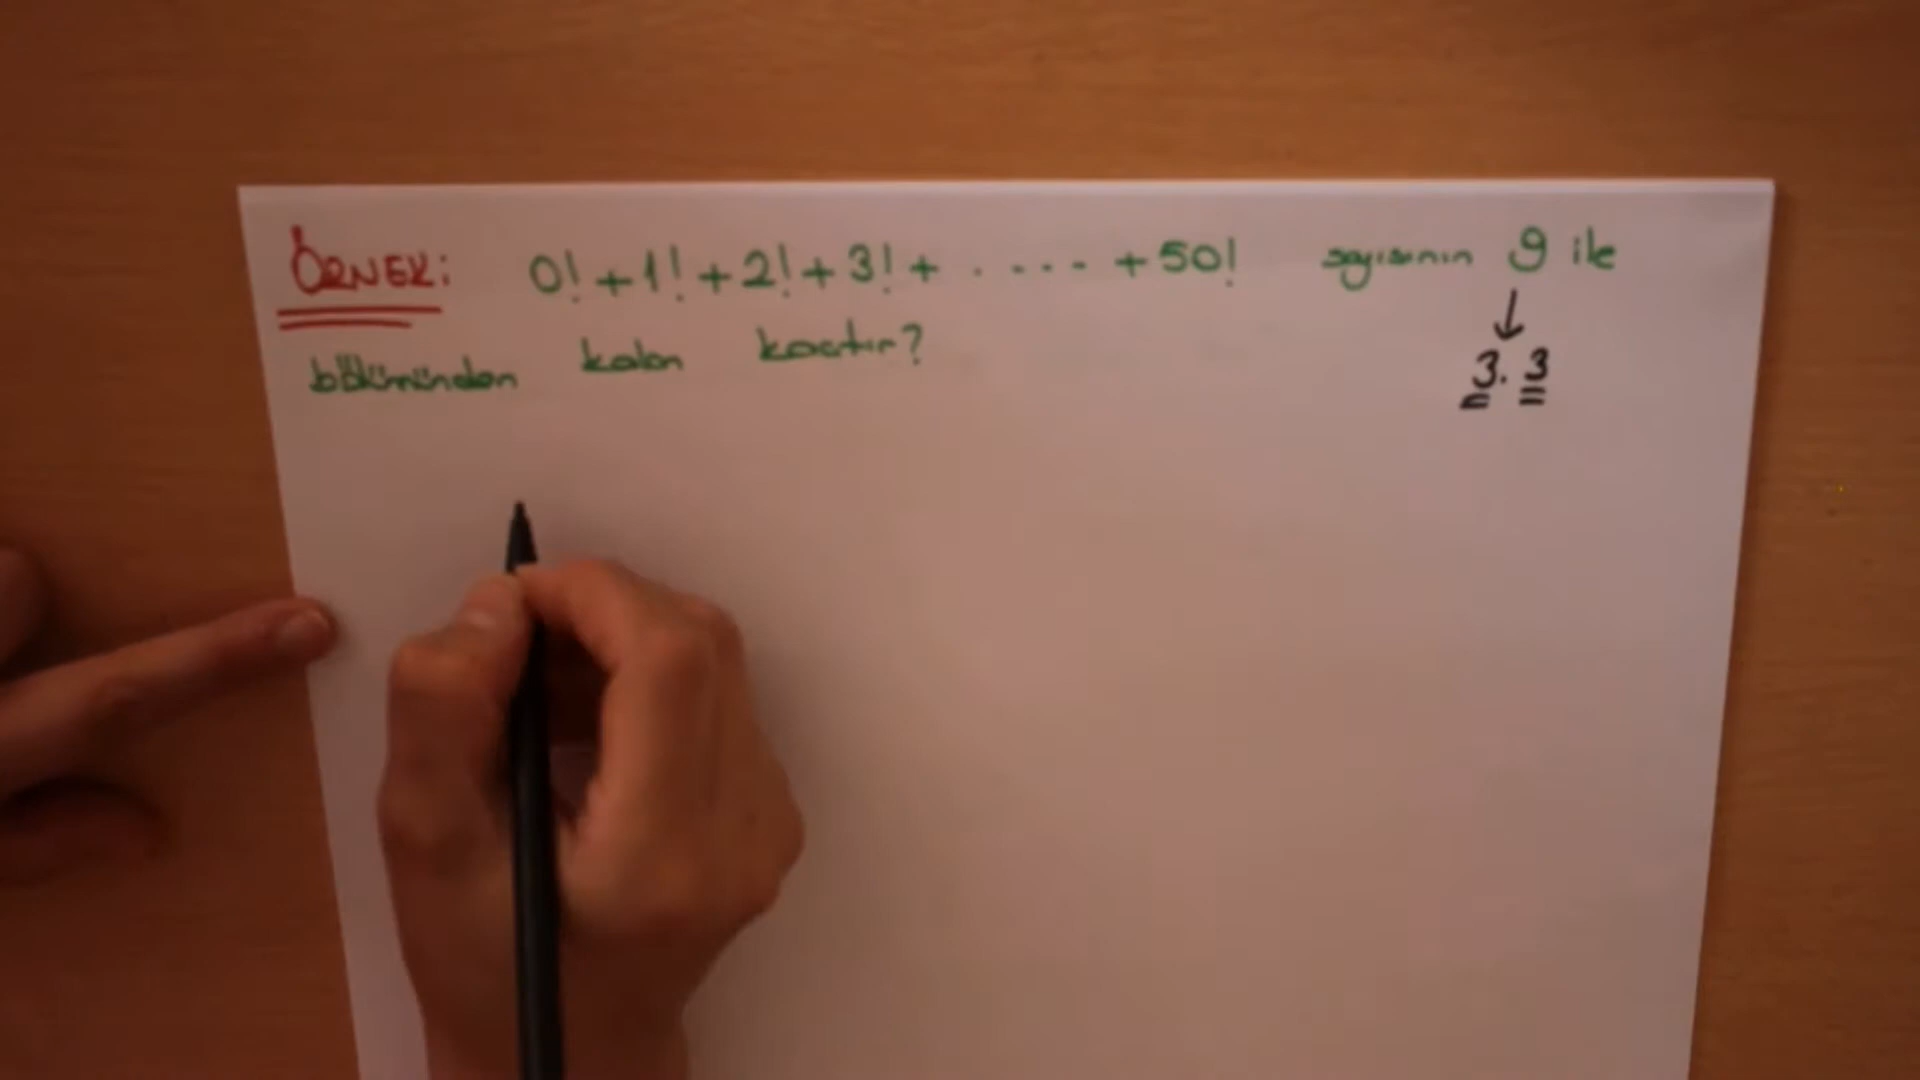 ÖRNEK: 0! + 1! + 2! + 3! + . - - - - + 50! sayısının 9 ile
↓
bölümünden kalan kaçtır? 3. 3